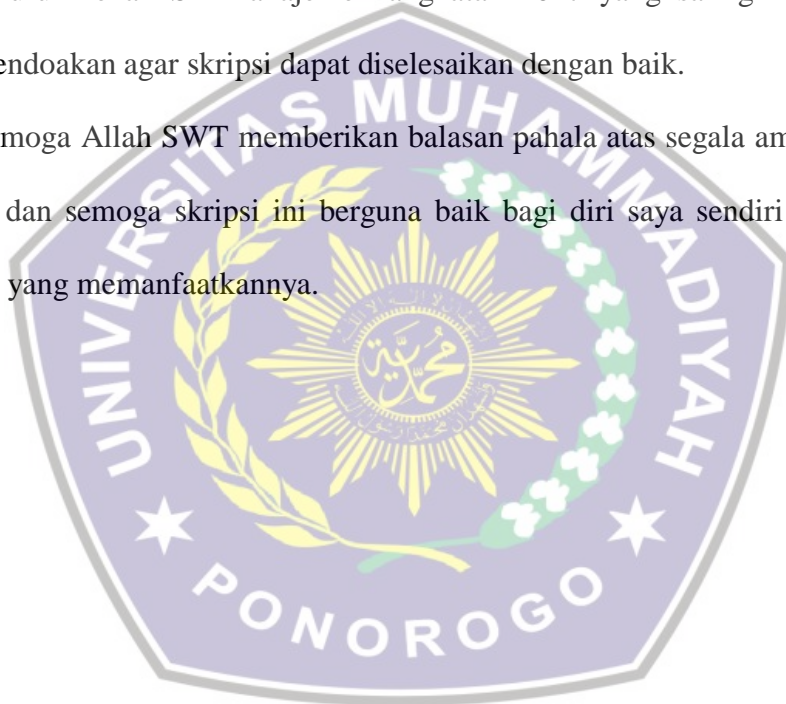 endoakan agar skripsi dapat diselesaikan dengan baik.
moga Allah SWT memberikan balasan pahala atas segala am
dan semoga skripsi ini berguna baik bagi diri saya sendiri
yang memanfaatkannya.
UNIVERSITAS MUHAMMADIYAH
محمدية
PONOROGO